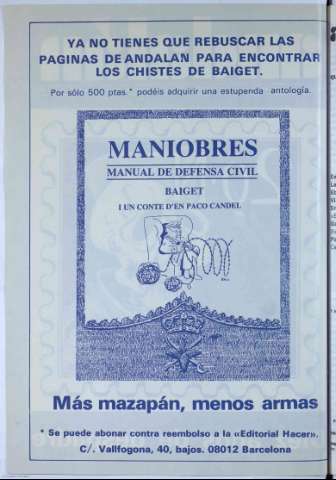 YA NO TIENES QUE REBUSCAR LAS
PAGINAS DE ANDALAN PARA ENCONTRAR
LOS CHISTES DE BAIGET.
Por sólo 500 ptas * podéis adquirir una estupenda antología.
MANIOBRES
MANUAL DE DEFENSA CIVIL
BAIGET
I UN CONTE D'EN PACO CANDEL
Más mazapán, menos armas
* Se puede abonar contra reembolso a la «Editorial Hacer».
C/. Vallfogona, 40, bajos. 08012 Barcelona